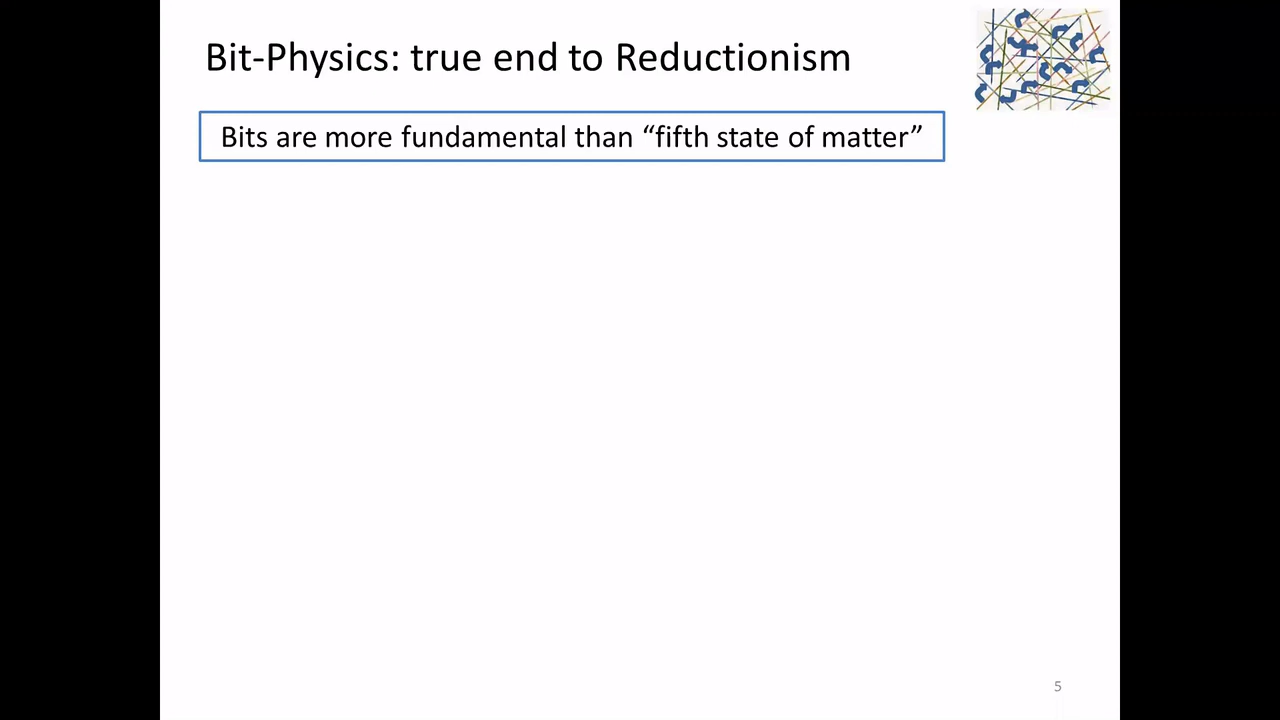 Bit-Physics: true end to Reductionism
Bits are more fundamental than “fifth state of matter”
5